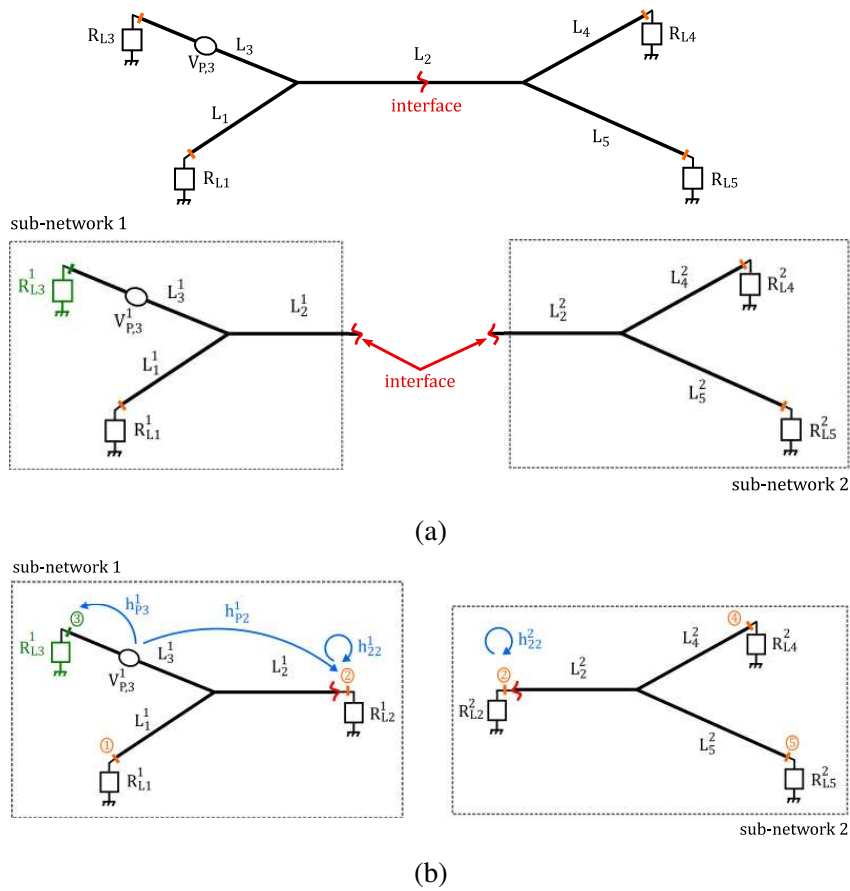 R_L3
V_P,3
L_3
L_1
R_L1
L_2
interface
L_4
R_L4
L_5
R_L5
sub-network 1
R^1_L3
V^1_P,3
L^1_3
L^1_2
L^1_1
R^1_L1
interface
L^2_2
L^2_4
R^2_L4
L^2_5
R^2_L5
sub-network 2
(a)
sub-network 1
③
h^1_P3
h^1_P2
h^1_22
R^1_L3
V^1_P,3
L^1_3
L^1_2
②
R^1_L2
L^1_1
①
R^1_L1
h^2_22
②
R^2_L2
L^2_2
L^2_4
④
R^2_L4
L^2_5
⑤
R^2_L5
sub-network 2
(b)